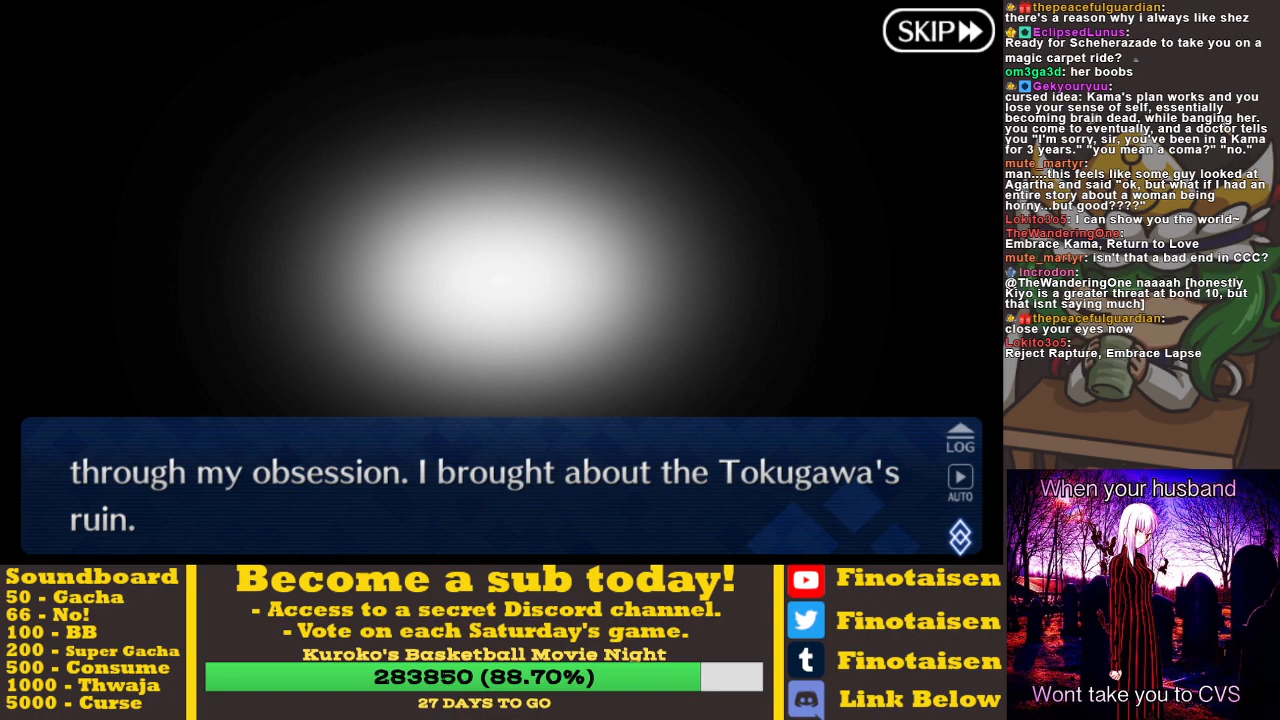 SKIP
through my obsession. I brought about the Tokugawa's
ruin.
LOG
AUTO
thepeacefulguardian:
there's a reason why i always like shez
EclipsedLunus:
Ready for Scheherazade to take you on a
magic carpet ride?
om3ga3d: her boobs
Gekyouryuu:
cursed idea: Kama's plan works and you
lose your sense of self, essentially
becoming brain dead, while banging her.
you come to eventually, and a doctor tells
you "I'm sorry, sir, you've been in a Kama
for 3 years." "you mean a coma?" "no."
mute_martyr:
man....this feels like some guy looked at
Agartha and said "ok, but what if I had an
entire story about a woman being
horny...but good????"
Lokito3o5: I can show you the world~
TheWanderingOne:
Embrace Kama, Return to Love
mute_martyr: isn't that a bad end in CCC?
Incrodon:
@TheWanderingOne naaaah [honestly
Kiyo is a greater threat at bond 10, but
that isnt saying much]
thepeacefulguardian:
close your eyes now
Lokito3o5:
Reject Rapture, Embrace Lapse
When your husband
Wont take you to CVS
Soundboard
50 - Gacha
66 - No!
100 - BB
200 - Super Gacha
500 - Consume
1000 - Thwaja
5000 - Curse
Become a sub today!
- Access to a secret Discord channel.
- Vote on each Saturday's game.
Kuroko's Basketball Movie Night
283850 (88.70%)
27 DAYS TO GO
Finotaisen
Finotaisen
Finotaisen
Link Below